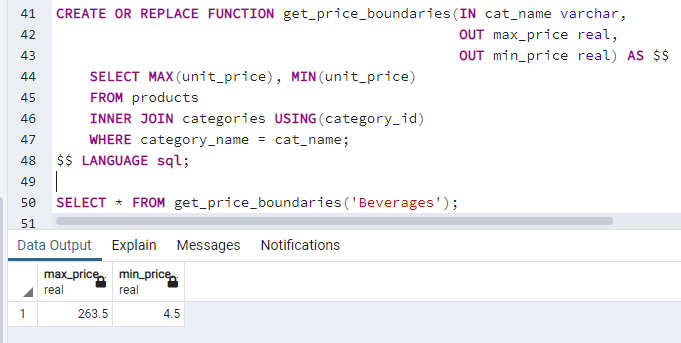 41 CREATE OR REPLACE FUNCTION get_price_boundaries(IN cat_name varchar,
42 OUT max_price real,
43 OUT min_price real) AS $$
44 SELECT MAX(unit_price), MIN(unit_price)
45 FROM products
46 INNER JOIN categories USING(category_id)
47 WHERE category_name = cat_name;
48 $$ LANGUAGE sql;
49
50 SELECT * FROM get_price_boundaries('Beverages');
51
Data Output Explain Messages Notifications
max_price min_price
real real
1 263.5 4.5